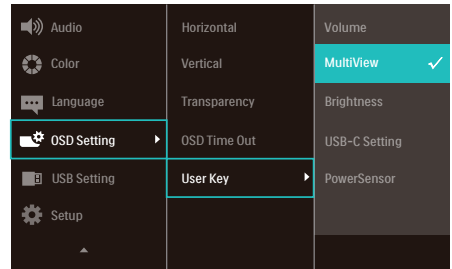 Audio
Color
Language
OSD Setting
USB Setting
Setup
Horizontal
Vertical
Transparency
OSD Time Out
User Key
Volume
MultiView
Brightness
USB-C Setting
PowerSensor